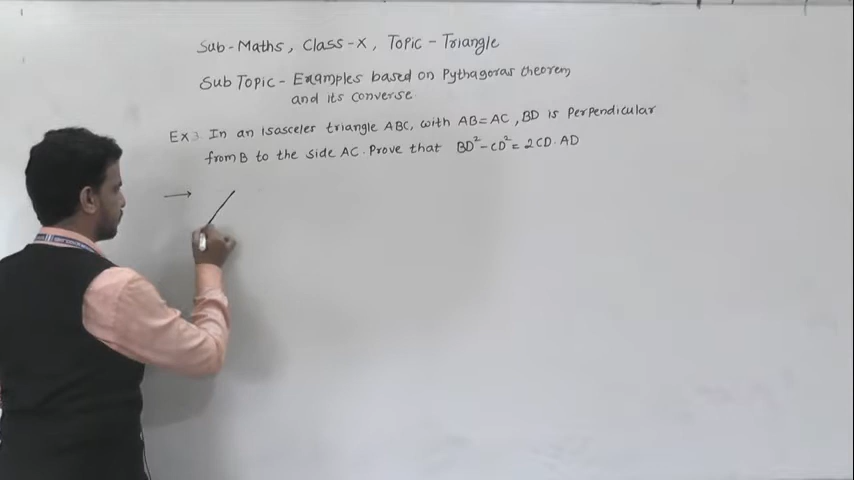 Sub-Maths, Class-X, Topic - Triangle
Sub Topic - Examples based on Pythagoras theorem
and its converse
Ex 3 In an Isasceler triangle ABC, with AB = AC, BD is Perpendicular
from B to the side AC. Prove that BD² - CD² = 2CD.AD